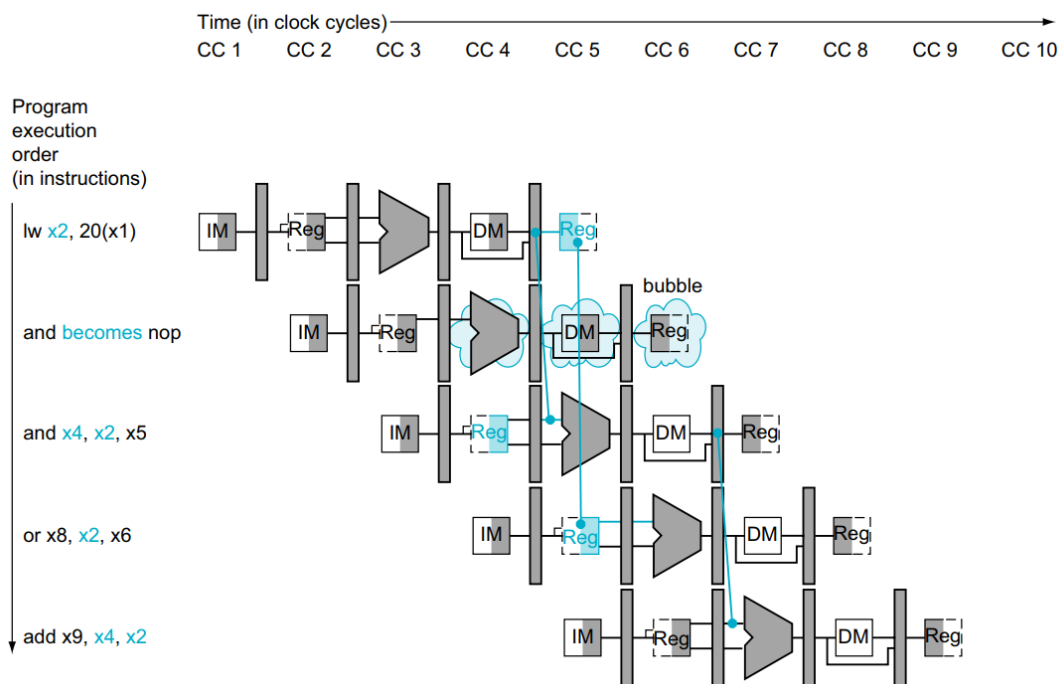 Time (in clock cycles)
CC 1 CC 2 CC 3 CC 4 CC 5 CC 6 CC 7 CC 8 CC 9 CC 10
Program
execution
order
(in instructions)
lw x2, 20(x1)
IM Reg DM Reg
bubble
and becomes nop
IM Reg DM Reg
and x4, x2, x5
IM Reg DM Reg
or x8, x2, x6
IM Reg DM Reg
add x9, x4, x2
IM Reg DM Reg